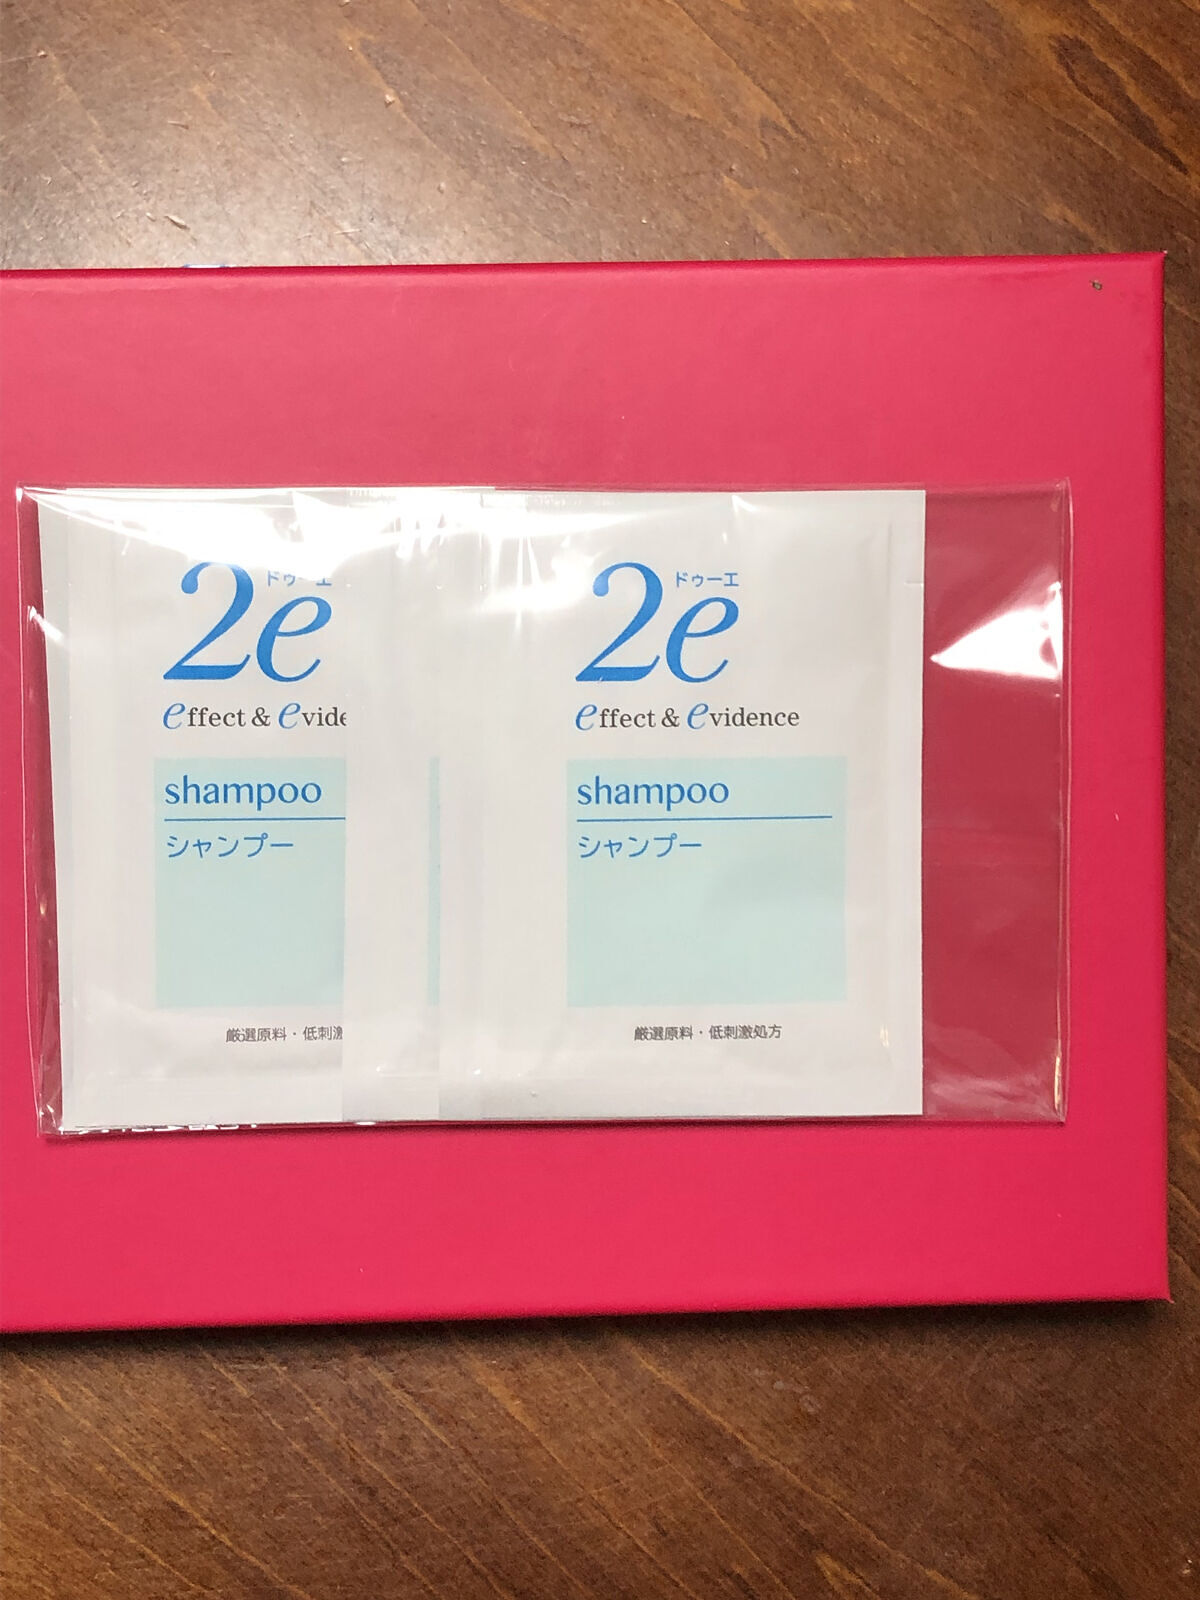 ドゥーエ
2e
effect & evide
shampoo
シャンプー
厳選原料・低刺激
ドゥーエ
2e
effect & evidence
shampoo
シャンプー
厳選原料・低刺激処方